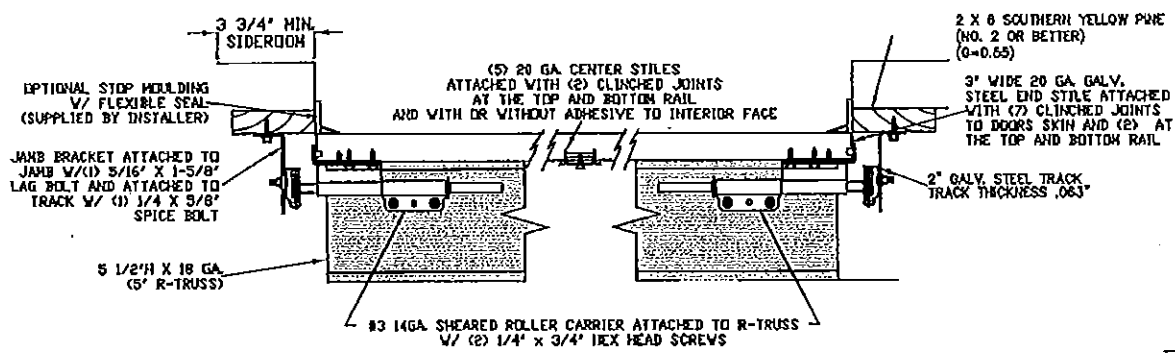 3 3/4" MIN.
SIDEROOM
OPTIONAL STOP MOULDING
W/ FLEXIBLE SEAL
(SUPPLIED BY INSTALLER)
JAMB BRACKET ATTACHED TO
JAMB W/(1) 5/16" X 1-5/8"
LAG BOLT AND ATTACHED TO
TRACK W/ (1) 1/4 X 5/8"
SPICE BOLT
5 1/2"H X 18 GA.
(5" R-TRUSS)
(5) 20 GA. CENTER STILES
ATTACHED WITH (2) CLINCHED JOINTS
AT THE TOP AND BOTTOM RAIL
AND WITH OR WITHOUT ADHESIVE TO INTERIOR FACE
2 X 6 SOUTHERN YELLOW PINE
(NO. 2 OR BETTER)
(G=0.55)
3" WIDE 20 GA. GALV.
STEEL END STILE ATTACHED
WITH (7) CLINCHED JOINTS
TO DOORS SKIN AND (2) AT
THE TOP AND BOTTOM RAIL
2" GALV. STEEL TRACK
TRACK THICKNESS .063"
#3 14GA. SHEARED ROLLER CARRIER ATTACHED TO R-TRUSS
W/ (2) 1/4" x 3/4" HEX HEAD SCREWS